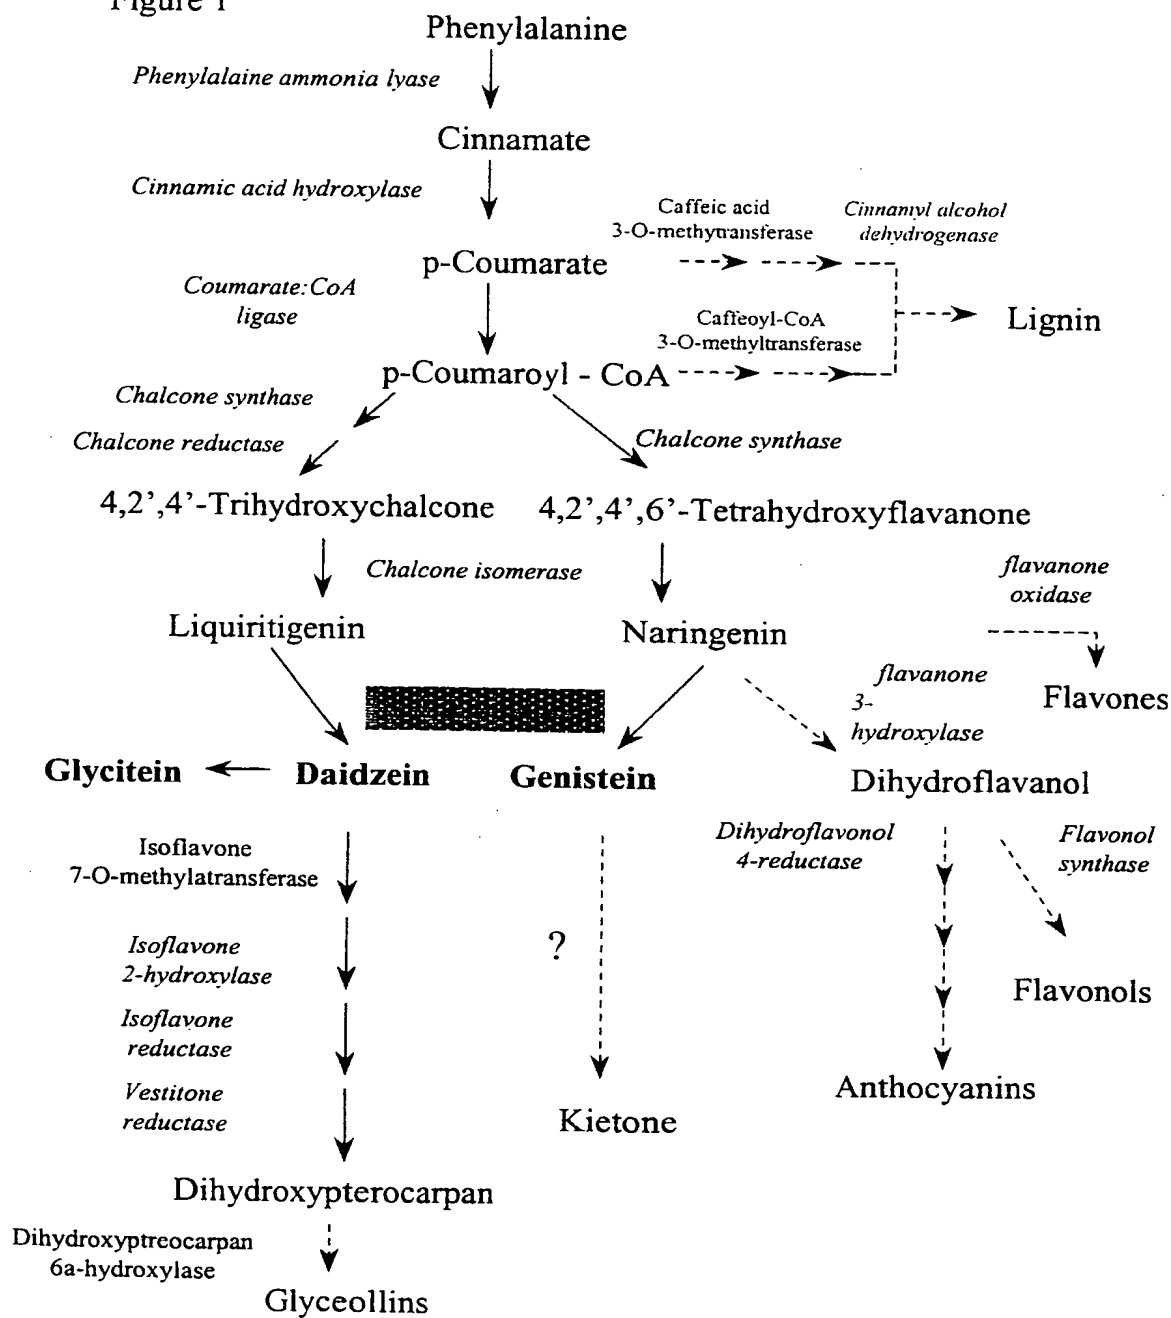 Figure 1
Phenylalanine
Phenylalaine ammonia lyase
Cinnamate
Cinnamic acid hydroxylase
Caffeic acid
3-O-methytransferase
Cinnamyl alcohol
dehydrogenase
p-Coumarate
Coumarate:CoA
ligase
Lignin
Caffeoyl-CoA
3-O-methyltransferase
p-Coumaroyl - CoA
Chalcone synthase
Chalcone reductase
Chalcone synthase
4,2’,4’-Trihydroxychalcone
4,2’,4’,6’-Tetrahydroxyflavanone
Chalcone isomerase
flavanone
oxidase
Liquiritigenin
Naringenin
flavanone
3-
hydroxylase
Flavones
Glycitein
Daidzein
Genistein
Dihydroflavanol
Isoflavone
7-O-methylatransferase
Dihydroflavonol
4-reductase
Flavonol
synthase
Isoflavone
2-hydroxylase
?
Flavonols
Isoflavone
reductase
Vestitone
reductase
Kietone
Anthocyanins
Dihydroxypterocarpan
Dihydroxyptreocarpan
6a-hydroxylase
Glyceollins